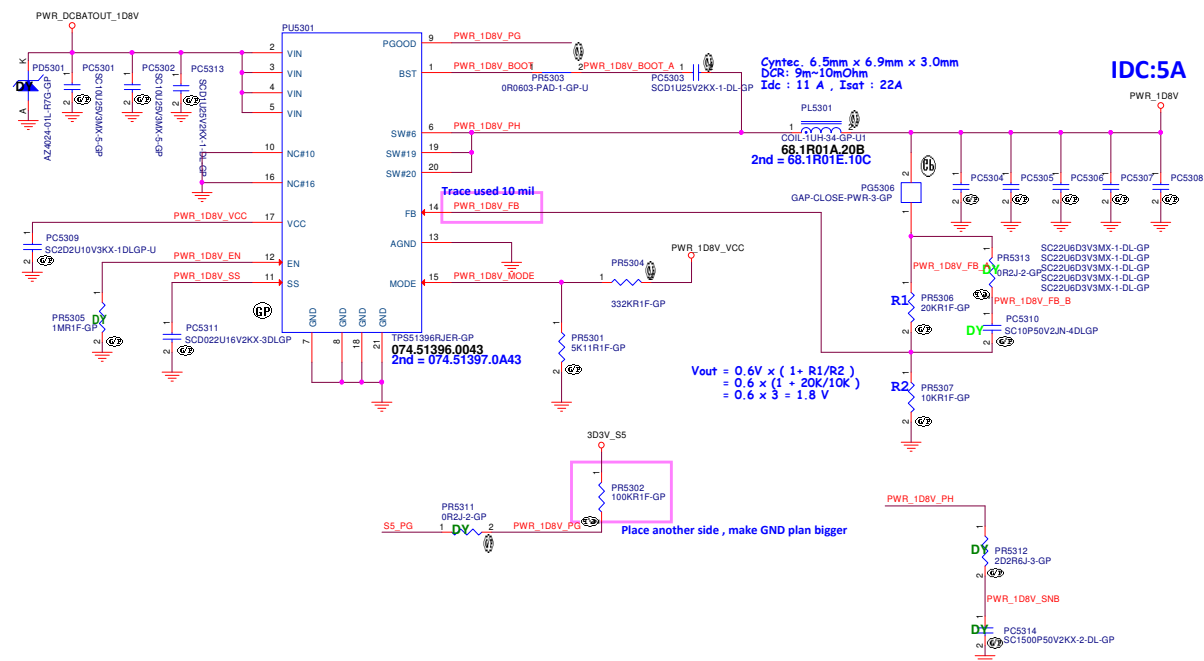 PWR_DCBATOUT_1D8V
PD5301
AZ4024-01L-R7G-GP
DY
K
A
PC5301
SC10U25V3MX-5-GP
PC5302
SC10U25V3MX-5-GP
PC5313
SCD1U25V2KX-1-DL-GP
PU5301
2 VIN
3 VIN
4 VIN
5 VIN
10 NC#10
16 NC#16
17 VCC
12 EN
11 SS
PGOOD 9
BST 1
SW#6 6
SW#19 19
SW#20 20
FB 14
AGND 13
MODE 15
GND GND GND GND
7 8 18 21
TPS51396RJER-GP
074.51396.0043
2nd = 074.51397.0A43
PWR_1D8V_PG
PWR_1D8V_BOOT
1 2
PR5303
0R0603-PAD-1-GP-U
PWR_1D8V_BOOT_A
1 2
PC5303
SCD1U25V2KX-1-DL-GP
PWR_1D8V_PH
Cyntec. 6.5mm x 6.9mm x 3.0mm
DCR: 9m~10mOhm
Idc : 11 A , Isat : 22A
PL5301
1 2
COIL-1UH-34-GP-U1
68.1R01A.20B
2nd = 68.1R01E.10C
IDC:5A
PWR_1D8V
PC5304
PC5305
PC5306
PC5307
PC5308
SC22U6D3V3MX-1-DL-GP
SC22U6D3V3MX-1-DL-GP
SC22U6D3V3MX-1-DL-GP
SC22U6D3V3MX-1-DL-GP
SC22U6D3V3MX-1-DL-GP
PG5306
GAP-CLOSE-PWR-3-GP
Trace used 10 mil
PWR_1D8V_FB
PWR_1D8V_VCC
PC5309
SC2D2U10V3KX-1DLGP-U
PWR_1D8V_EN
PWR_1D8V_SS
PR5305
1MR1F-GP
DY
PC5311
SCD022U16V2KX-3DLGP
GP
PWR_1D8V_MODE
PR5304
332KR1F-GP
PWR_1D8V_VCC
PR5301
5K11R1F-GP
PR5313
0R2J-2-GP
DY
PWR_1D8V_FB_A
PWR_1D8V_FB_B
R1
PR5306
20KR1F-GP
DY
PC5310
SC10P50V2JN-4DLGP
R2
PR5307
10KR1F-GP
Vout = 0.6V x ( 1+ R1/R2 )
= 0.6 x (1 + 20K/10K )
= 0.6 x 3 = 1.8 V
3D3V_S5
PR5302
100KR1F-GP
Place another side , make GND plan bigger
S5_PG
PR5311
0R2J-2-GP
1 DY 2
PWR_1D8V_PG
PWR_1D8V_PH
DY
PR5312
2D2R6J-3-GP
PWR_1D8V_SNB
DY
PC5314
SC1500P50V2KX-2-DL-GP